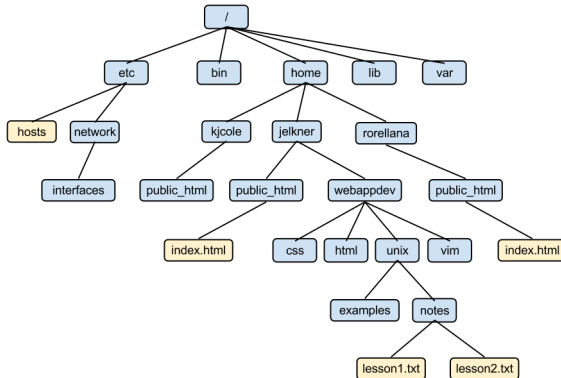 /
etc bin home lib var
hosts network kjcole jelkner rorellana
interfaces public_html public_html webappdev public_html
index.html css html unix vim index.html
examples notes
lesson1.txt lesson2.txt